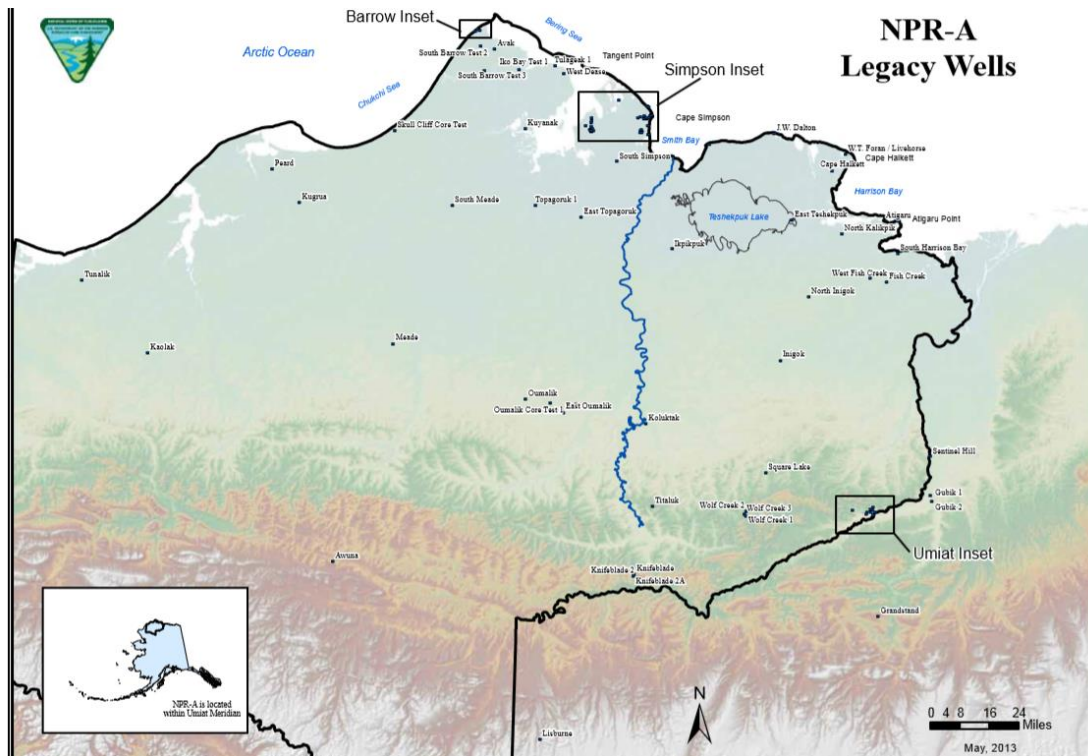 NPR-A
Legacy Wells
Barrow Inset
Bering Sea
Arctic Ocean
South Barrow Test 2
Avak
Iko Bay Test 1
Tulageak 1
Tangent Point
South Barrow Test 3
West Dease
Simpson Inset
Chukchi Sea
Skull Cliff Core Test
Kuyanak
Cape Simpson
Smith Bay
J.W. Dalton
W.T. Foran / Livehorse
Cape Halkett
Cape Halkett
Peard
South Simpson
Harrison Bay
Kugrua
South Meade
Topagoruk 1
East Topagoruk
Teshekpuk Lake
East Teshekpuk
Atigaru
Atigaru Point
North Kalikpik
Ikpikpuk
South Harrison Bay
Tunalik
West Fish Creek
Fish Creek
North Inigok
Kaolak
Meade
Inigok
Oumalik
Oumalik Core Test 1
East Oumalik
Koluktak
Sentinel Hill
Square Lake
Gubik 1
Gubik 2
Titaluk
Wolf Creek 2
Wolf Creek 3
Wolf Creek 1
Umiat Inset
Awuna
Knifeblade 2
Knifeblade
Knifeblade 2A
Grandstand
NPR-A is located
within Umiat Meridian
N
0 4 8 16 24
Miles
May, 2013
Lisburne